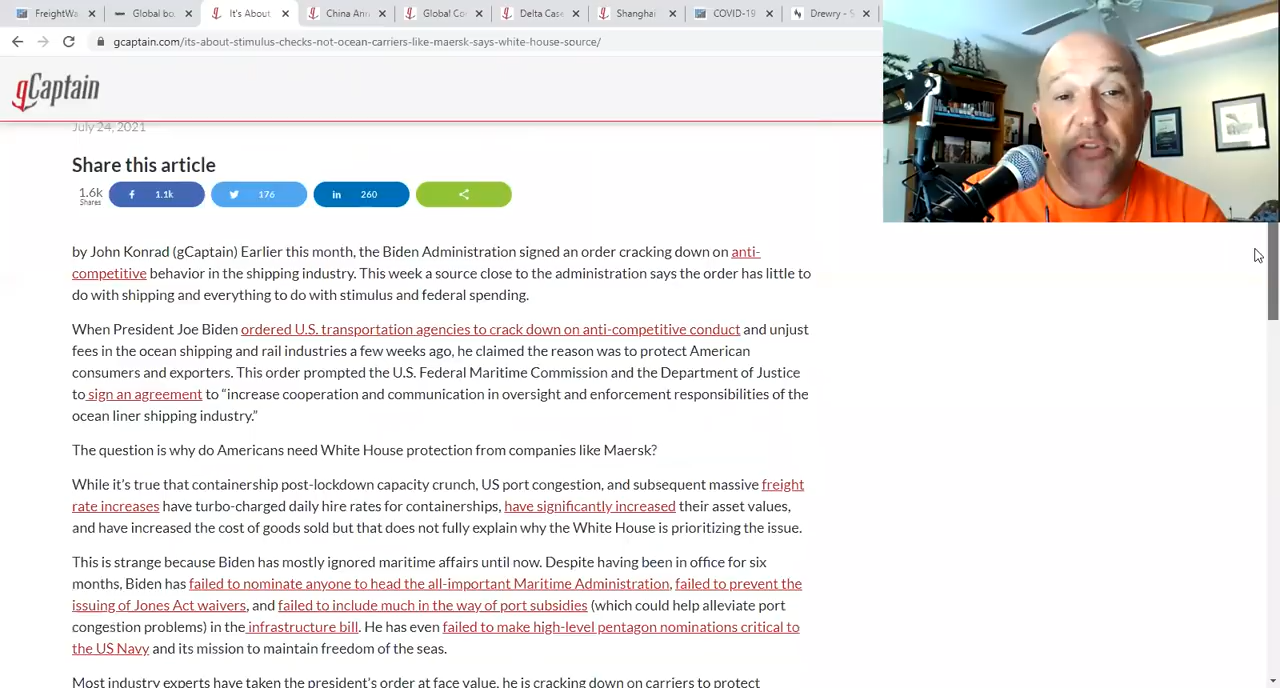 FreightWa
Global bo
It's About
China An
Global Co
Delta Case
Shanghai
COVID-19
Drewry - S
gcaptain.com/its-about-stimulus-checks-not-ocean-carriers-like-maersk-says-white-house-source/
gCaptain
July 24, 2021
Share this article
1.6k
Shares
1.1k
176
260
by John Konrad (gCaptain) Earlier this month, the Biden Administration signed an order cracking down on anti-
competitive behavior in the shipping industry. This week a source close to the administration says the order has little to
do with shipping and everything to do with stimulus and federal spending.
When President Joe Biden ordered U.S. transportation agencies to crack down on anti-competitive conduct and unjust
fees in the ocean shipping and rail industries a few weeks ago, he claimed the reason was to protect American
consumers and exporters. This order prompted the U.S. Federal Maritime Commission and the Department of Justice
to sign an agreement to “increase cooperation and communication in oversight and enforcement responsibilities of the
ocean liner shipping industry.”
The question is why do Americans need White House protection from companies like Maersk?
While it’s true that containership post-lockdown capacity crunch, US port congestion, and subsequent massive freight
rate increases have turbo-charged daily hire rates for containerships, have significantly increased their asset values,
and have increased the cost of goods sold but that does not fully explain why the White House is prioritizing the issue.
This is strange because Biden has mostly ignored maritime affairs until now. Despite having been in office for six
months, Biden has failed to nominate anyone to head the all-important Maritime Administration, failed to prevent the
issuing of Jones Act waivers, and failed to include much in the way of port subsidies (which could help alleviate port
congestion problems) in the infrastructure bill. He has even failed to make high-level pentagon nominations critical to
the US Navy and its mission to maintain freedom of the seas.
Most industry experts have taken the president’s order at face value, he is cracking down on carriers to protect